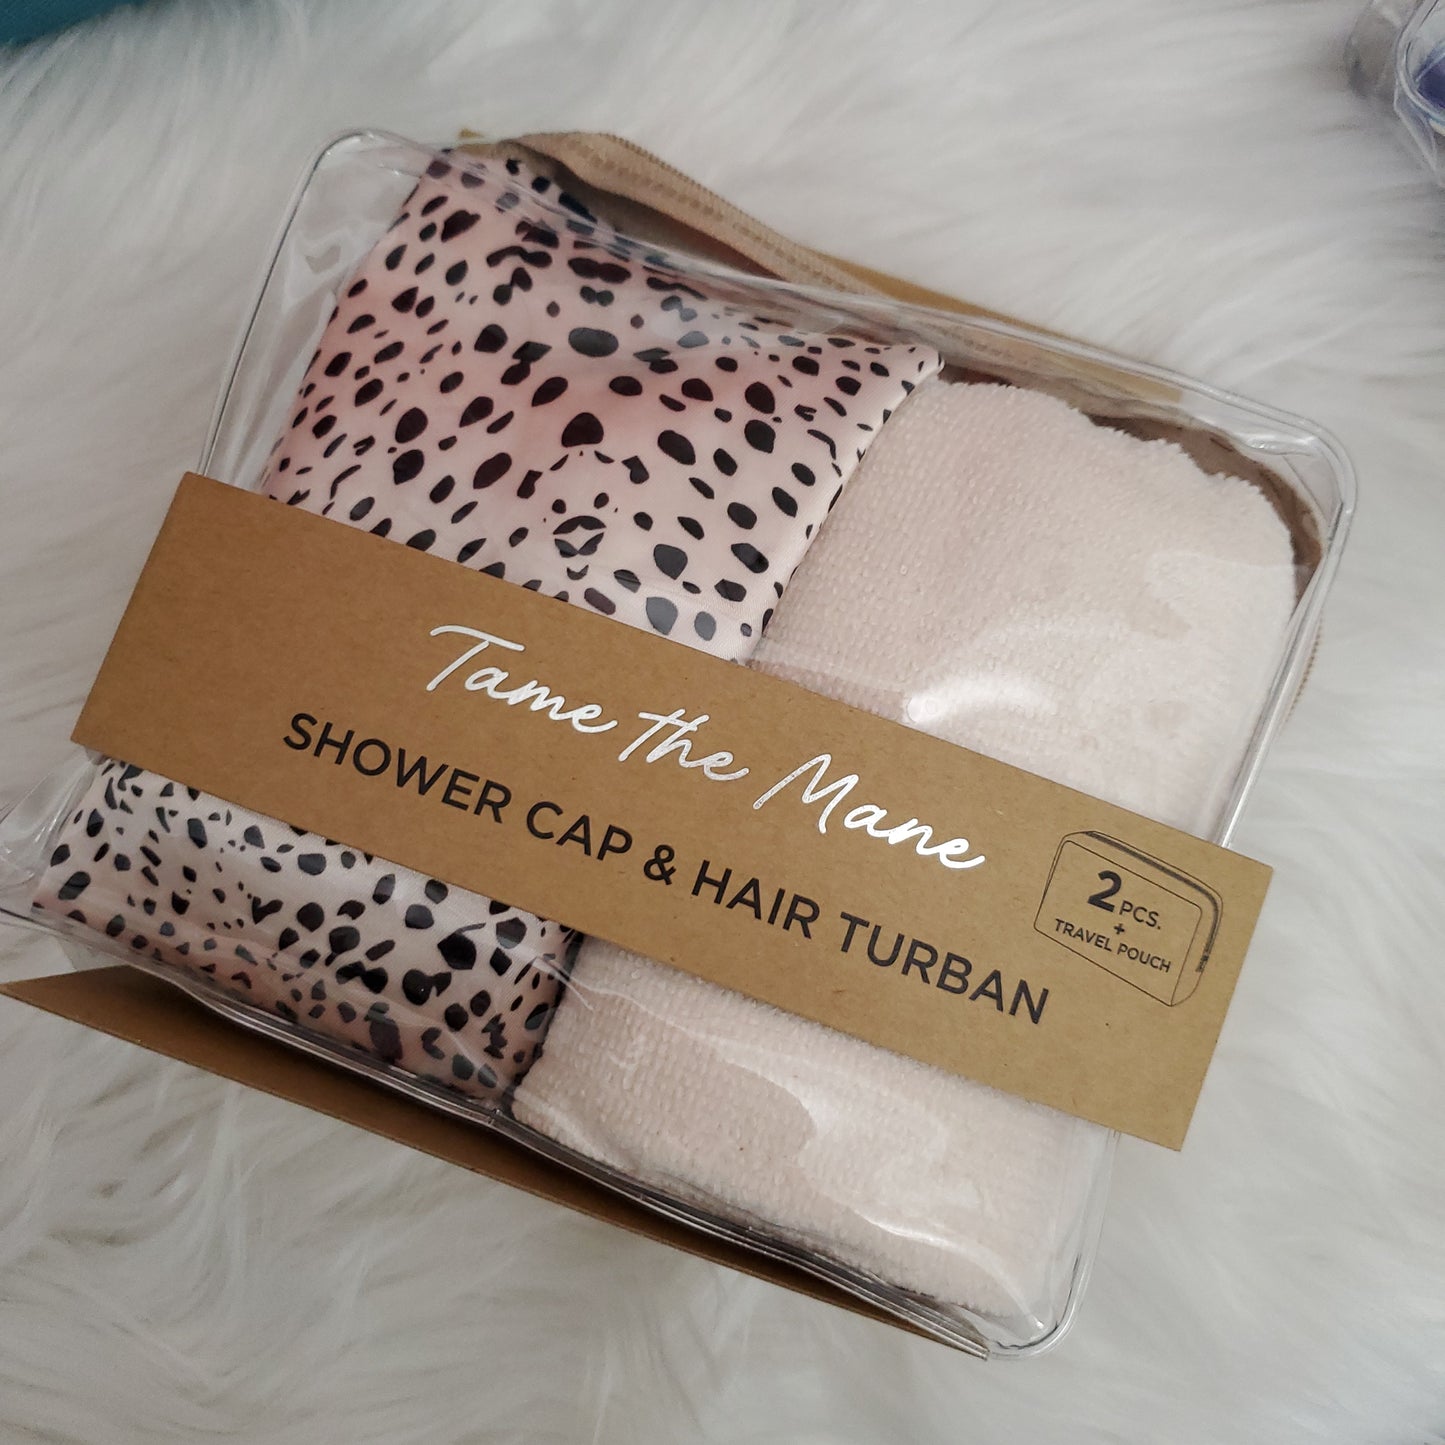 Tame the Mane
SHOWER CAP & HAIR TURBAN
2 PCS.
+
TRAVEL POUCH